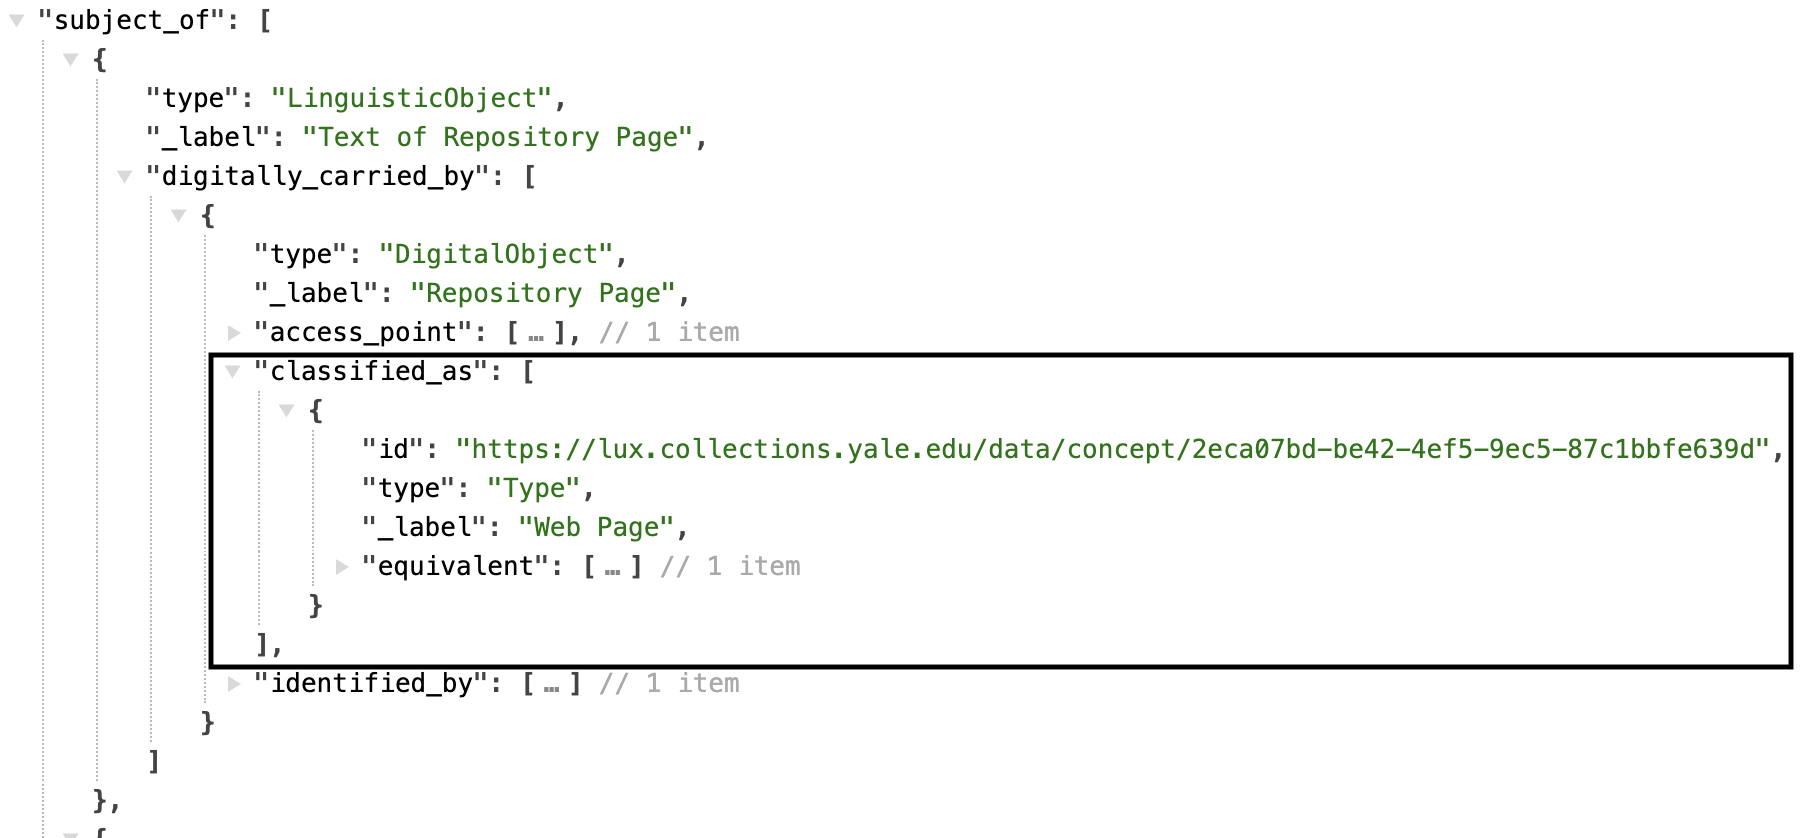 "subject_of": [
{
"type": "LinguisticObject",
"_label": "Text of Repository Page",
"digitally_carried_by": [
{
"type": "DigitalObject",
"_label": "Repository Page",
"access_point": [ … ], // 1 item
"classified_as": [
{
"id": "https://lux.collections.yale.edu/data/concept/2eca07bd-be42-4ef5-9ec5-87c1bbfe639d",
"type": "Type",
"_label": "Web Page",
"equivalent": [ … ] // 1 item
}
],
"identified_by": [ … ] // 1 item
}
]
},
{